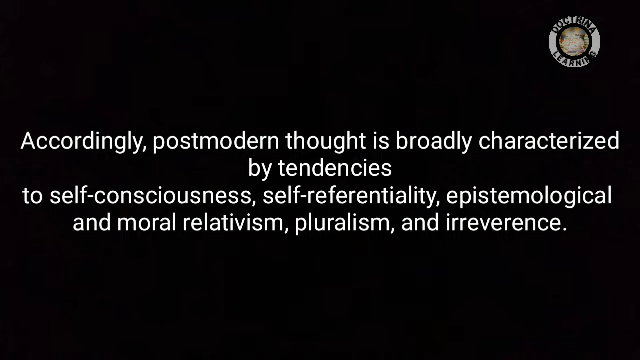 DOCTRINA
LEARNING
Accordingly, postmodern thought is broadly characterized
by tendencies
to self-consciousness, self-referentiality, epistemological
and moral relativism, pluralism, and irreverence.